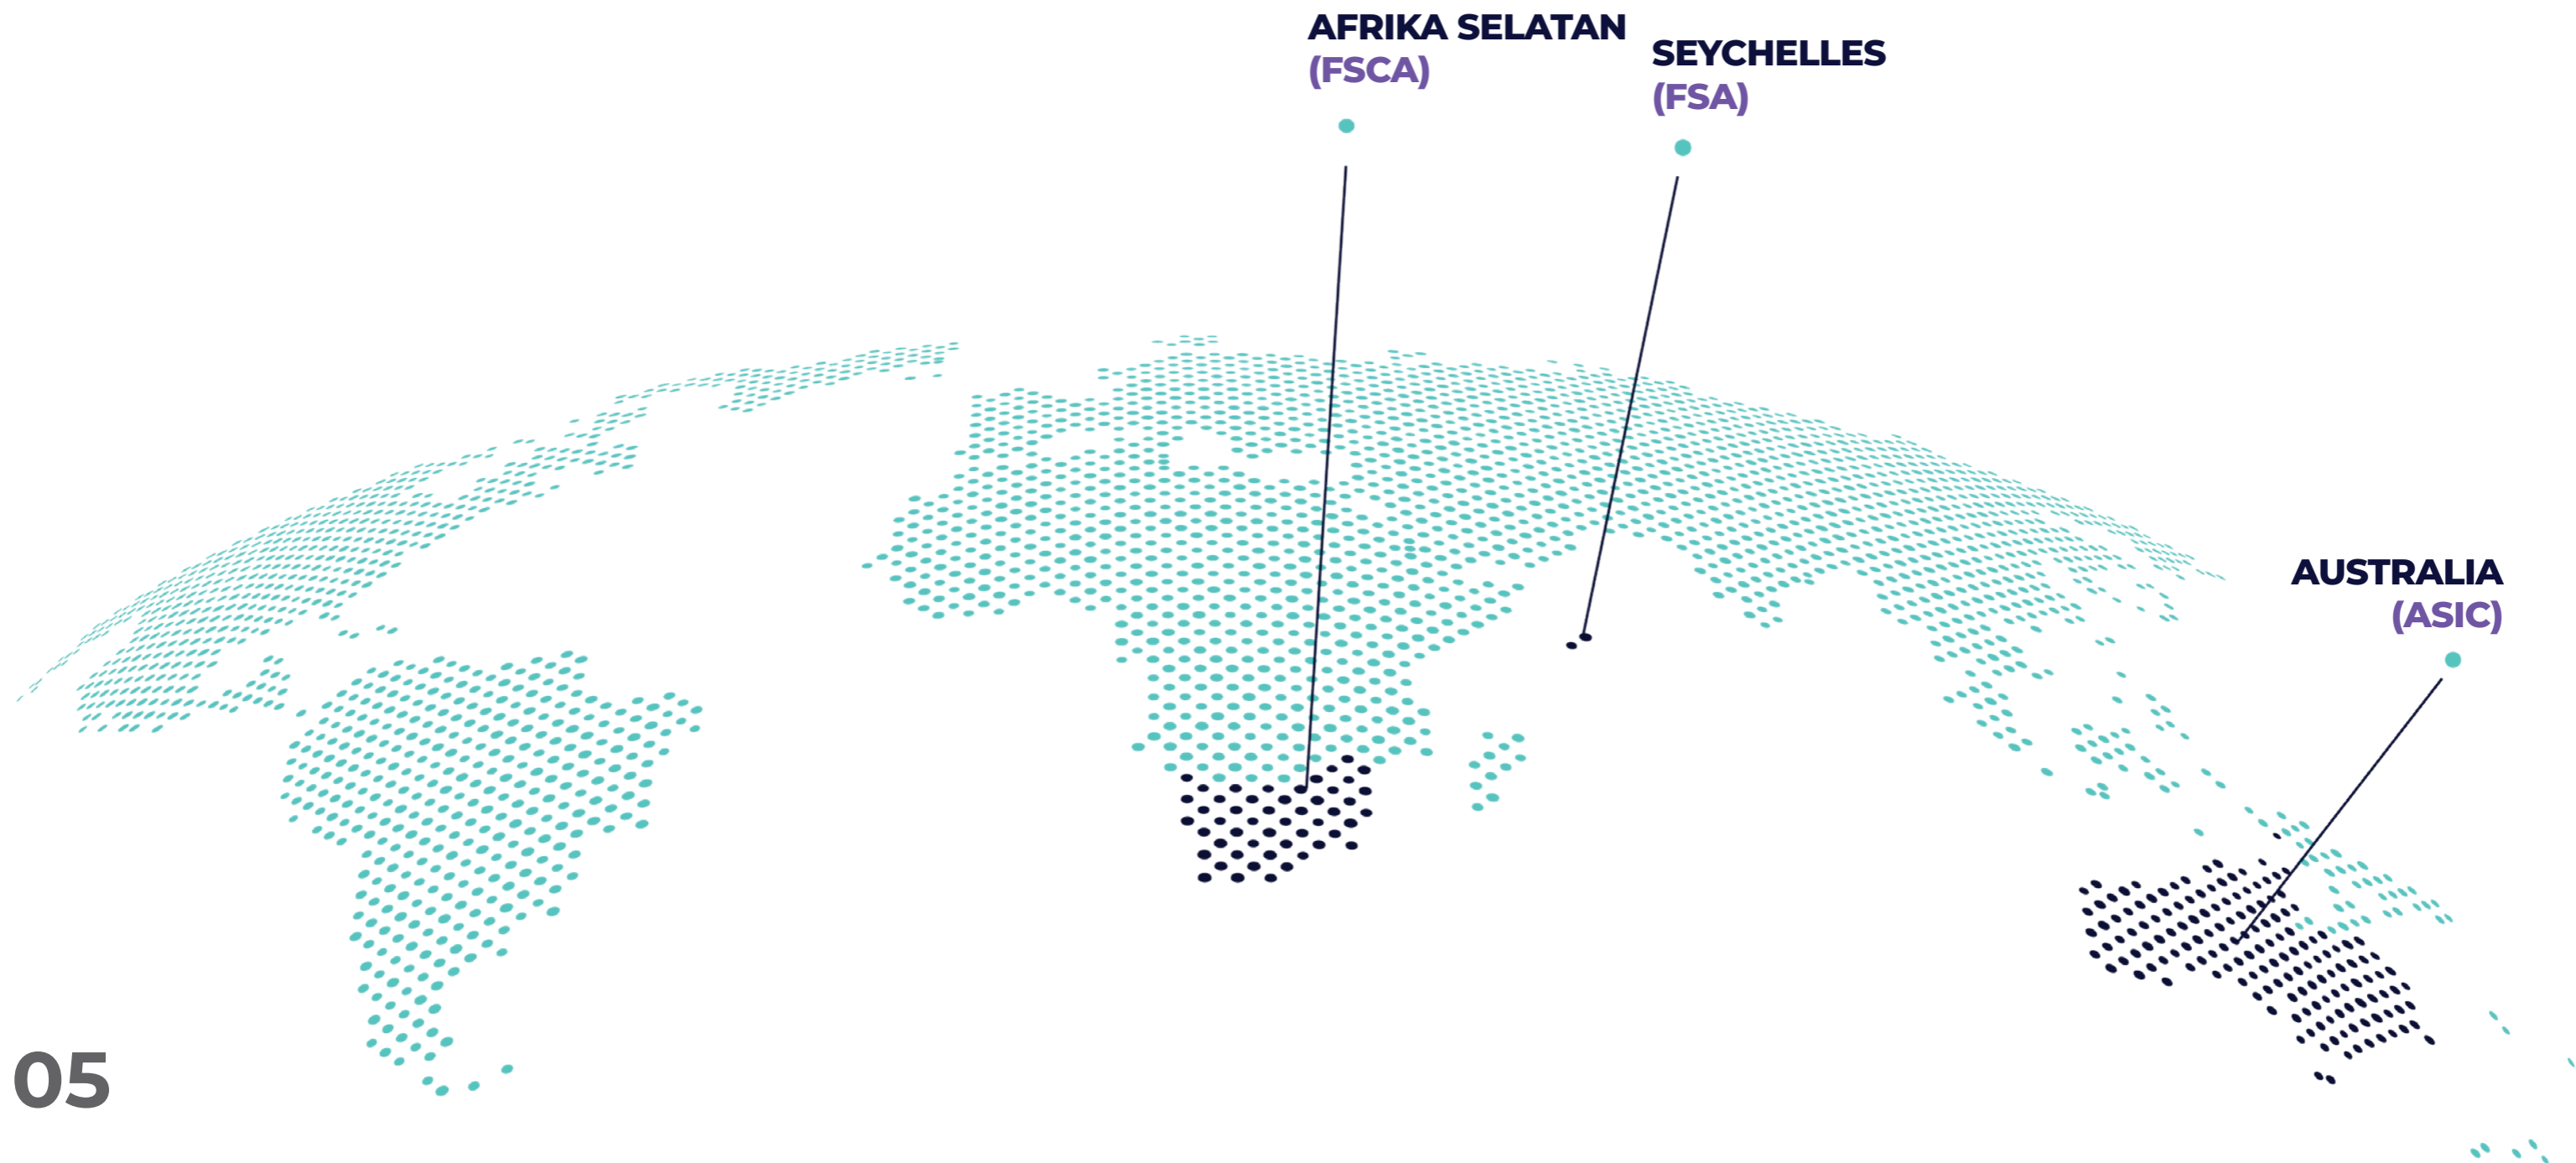 AFRIKA SELATAN
(FSCA)
SEYCHELLES
(FSA)
AUSTRALIA
(ASIC)
05